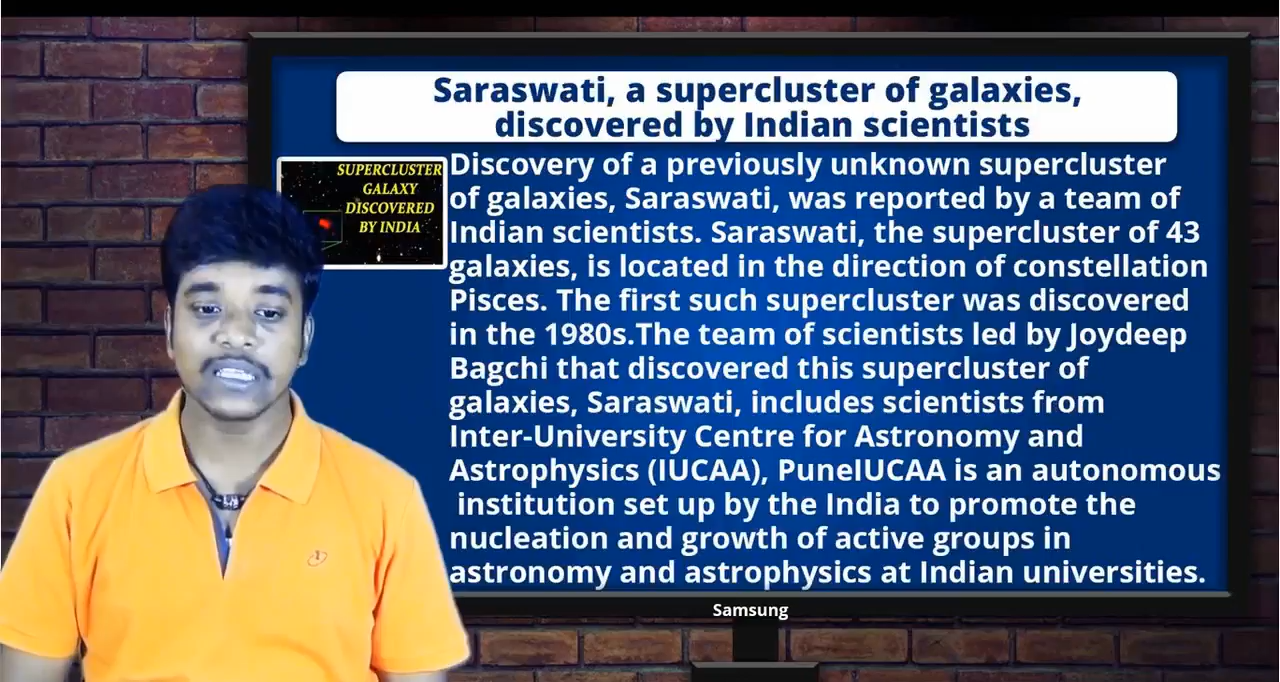 Saraswati, a supercluster of galaxies,
discovered by Indian scientists
SUPERCLUSTER
GALAXY
DISCOVERED
BY INDIA
Discovery of a previously unknown supercluster
of galaxies, Saraswati, was reported by a team of
Indian scientists. Saraswati, the supercluster of 43
galaxies, is located in the direction of constellation
Pisces. The first such supercluster was discovered
in the 1980s.The team of scientists led by Joydeep
Bagchi that discovered this supercluster of
galaxies, Saraswati, includes scientists from
Inter-University Centre for Astronomy and
Astrophysics (IUCAA), PuneIUCAA is an autonomous
institution set up by the India to promote the
nucleation and growth of active groups in
astronomy and astrophysics at Indian universities.
Samsung